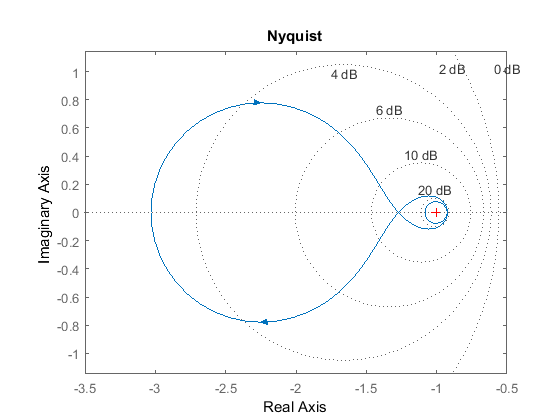 Nyquist
4 dB
2 dB
0 dB
6 dB
10 dB
20 dB
1
0.8
0.6
0.4
0.2
0
-0.2
-0.4
-0.6
-0.8
-1
Imaginary Axis
-3.5
-3
-2.5
-2
-1.5
-1
-0.5
Real Axis